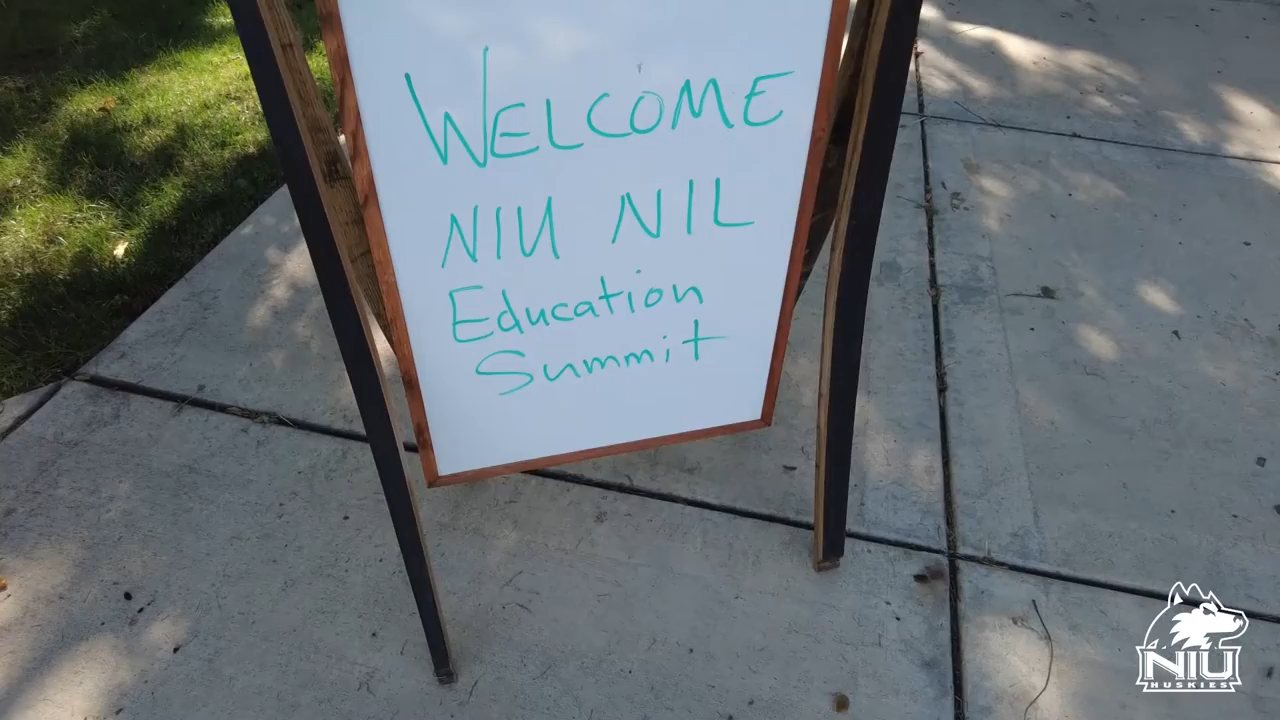 WELCOME
NIU NIL
Education
Summit
NIU
HUSKIES